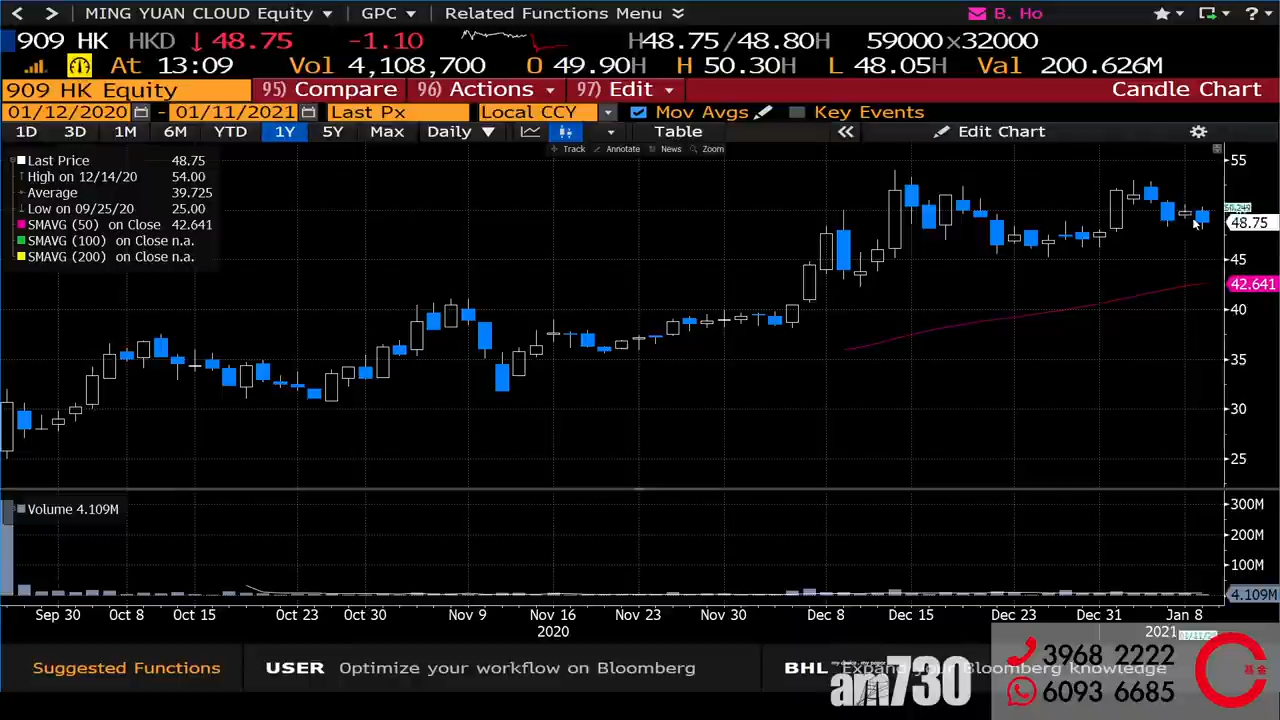 MING YUAN CLOUD Equity GPC Related Functions Menu B. Ho ?
909 HK HKD ↓ 48.75 -1.10 H48.75/48.80H 59000×32000
At 13:09 Vol 4,108,700 O 49.90H H 50.30H L 48.05H Val 200.626M
909 HK Equity 95) Compare 96) Actions 97) Edit Candle Chart
01/12/2020 - 01/11/2021 Last Px Local CCY Mov Avgs Key Events
1D 3D 1M 6M YTD 1Y 5Y Max Daily ▼ Table Edit Chart
Track Annotate News Zoom
Last Price 48.75
High on 12/14/20 54.00
Average 39.725
Low on 09/25/20 25.00
SMAVG (50) on Close 42.641
SMAVG (100) on Close n.a.
SMAVG (200) on Close n.a.
55
48.75
45
42.641
40
35
30
25
Volume 4.109M
300M
200M
100M
4.109M
Sep 30 Oct 8 Oct 15 Oct 23 Oct 30 Nov 9 Nov 16 Nov 23 Nov 30 Dec 8 Dec 15 Dec 23 Dec 31 Jan 8
2020 2021
Suggested Functions USER Optimize your workflow on Bloomberg BHL Expand your Bloomberg knowledge
am730
3968 2222
6093 6685
基金